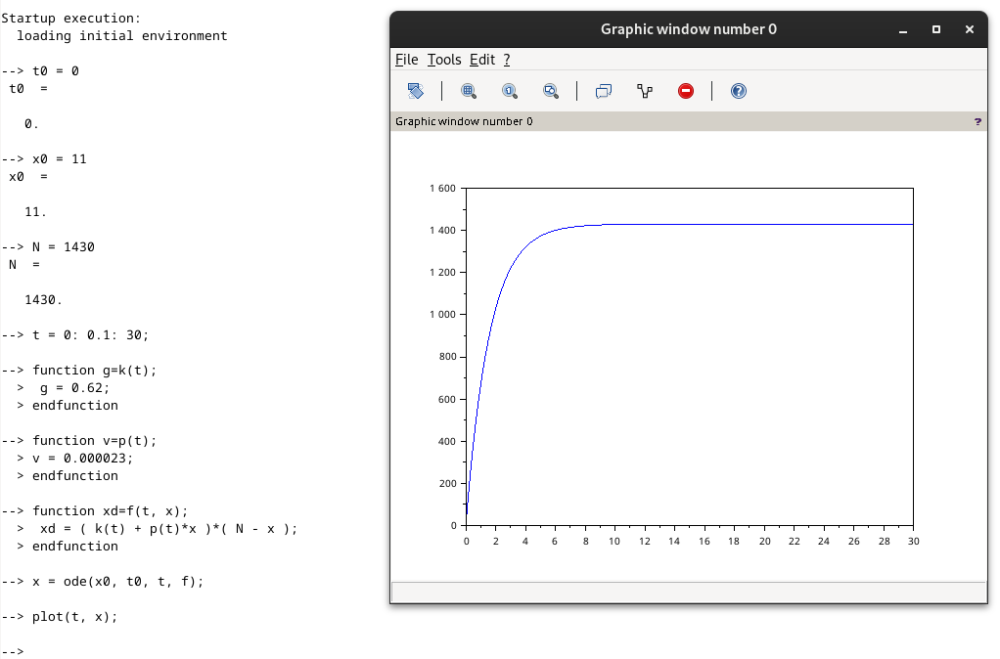 Startup execution:
  loading initial environment
--> t0 = 0
 t0  =
   0.
--> x0 = 11
 x0  =
   11.
--> N = 1430
 N  =
   1430.
--> t = 0: 0.1: 30;
--> function g=k(t);
  >  g = 0.62;
  > endfunction
--> function v=p(t);
  > v = 0.000023;
  > endfunction
--> function xd=f(t, x);
  >  xd = ( k(t) + p(t)*x )*( N - x );
  > endfunction
--> x = ode(x0, t0, t, f);
--> plot(t, x);
-->
Graphic window number 0
File Tools Edit ?
Graphic window number 0 ?
1 600
1 400
1 200
1 000
800
600
400
200
0
0 2 4 6 8 10 12 14 16 18 20 22 24 26 28 30